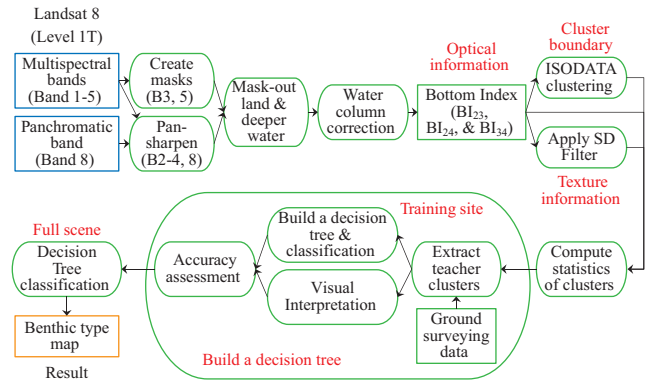 Landsat 8
(Level 1T)
Multispectral
bands
(Band 1-5)
Panchromatic
band
(Band 8)
Create
masks
(B3, 5)
Pan-
sharpen
(B2-4, 8)
Mask-out
land &
deeper
water
Water
column
correction
Optical
information
Bottom Index
(BI23,
BI24, & BI34)
Cluster
boundary
ISODATA
clustering
Apply SD
Filter
Texture
information
Full scene
Decision
Tree
classification
Benthic type
map
Result
Accuracy
assessment
Build a decision
tree &
classification
Visual
Interpretation
Training site
Extract
teacher
clusters
Ground
surveying
data
Build a decision tree
Compute
statistics
of clusters